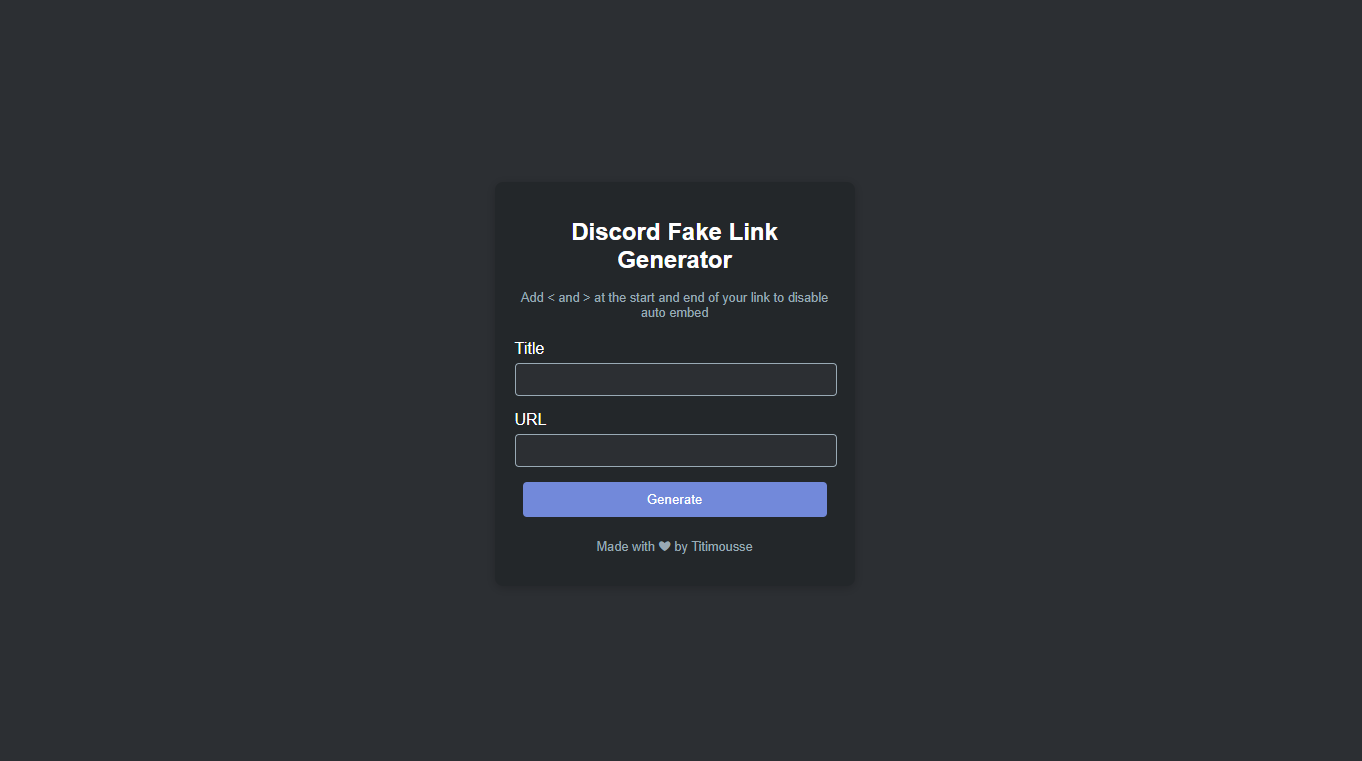 Discord Fake Link
Generator
Add < and > at the start and end of your link to disable
auto embed
Title
URL
Generate
Made with ♥ by Titimousse